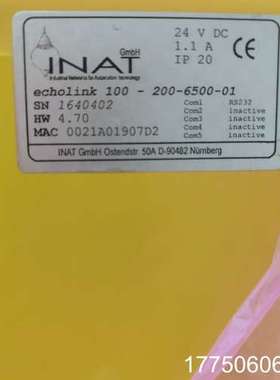 INAT GmbH
Industrial Networks for Automation technology
24 V DC
1.1 A
IP 20
CE
echolink 100 - 200-6500-01
SN 1640402
HW 4.70
MAC 0021A01907D2
Com1 RS232
Com2 inactive
Com3 inactive
Com4 inactive
Com5 inactive
INAT GmbH Ostendstr. 50A D-90482 Nürnberg
17750606